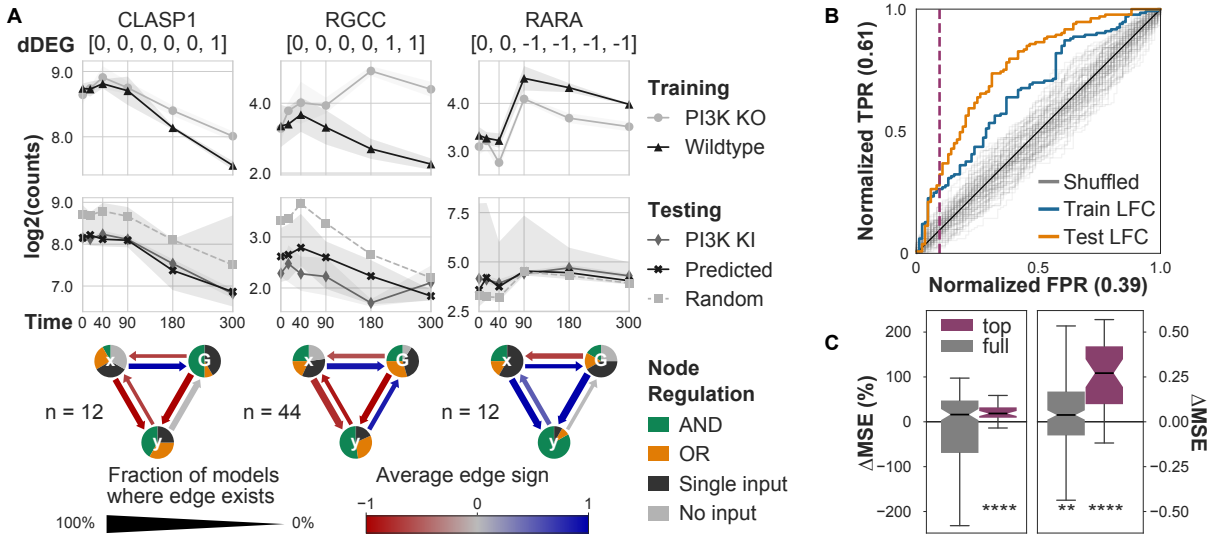 A
CLASP1
RGCC
RARA
dDEG
[0, 0, 0, 0, 0, 1]
[0, 0, 0, 0, 1, 1]
[0, 0, -1, -1, -1, -1]
9.0
8.0
4.0
2.0
4.0
3.0
Training
PI3K KO
Wildtype
log2(counts)
9.0
8.0
7.0
3.0
2.0
7.5
5.0
2.5
Testing
PI3K KI
Predicted
Random
Time
0 40 90 180 300
0 40 90 180 300
0 40 90 180 300
x G y
n = 12
x G y
n = 44
x G y
n = 12
Node
Regulation
AND
OR
Single input
No input
Fraction of models
where edge exists
100% 0%
Average edge sign
−1 0 1
B
Normalized TPR (0.61)
1.0
0.5
0
Shuffled
Train LFC
Test LFC
0 0.5 1.0
Normalized FPR (0.39)
C
top
full
ΔMSE (%)
200
100
0
−100
−200
****
** ****
0.50
0.25
0.00
−0.25
−0.50
ΔMSE